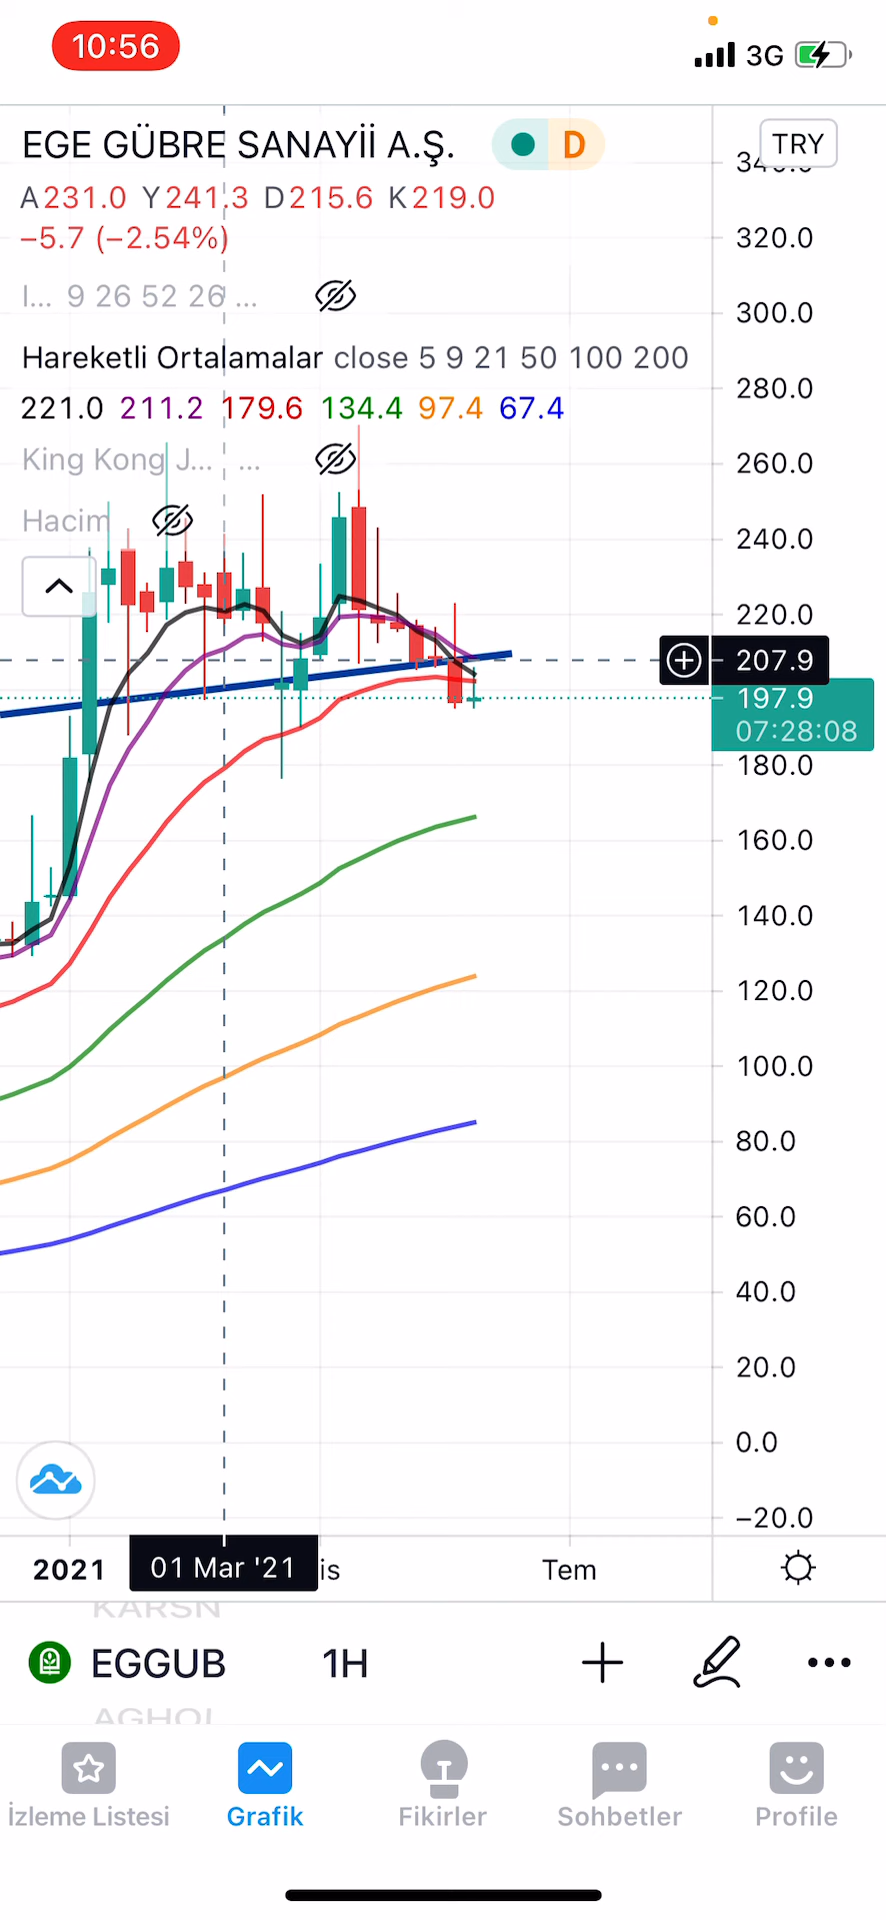 10:56
3G
EGE GÜBRE SANAYİİ A.Ş.
D
TRY
A231.0 Y241.3 D215.6 K219.0
−5.7 (−2.54%)
I... 9 26 52 26 ...
Hareketli Ortalamalar close 5 9 21 50 100 200
221.0 211.2 179.6 134.4 97.4 67.4
King Kong J... ...
Hacim
320.0
300.0
280.0
260.0
240.0
220.0
207.9
197.9
07:28:08
180.0
160.0
140.0
120.0
100.0
80.0
60.0
40.0
20.0
0.0
−20.0
2021
01 Mar '21
is
Tem
KARSN
EGGUB
1H
AGHOL
İzleme Listesi
Grafik
Fikirler
Sohbetler
Profile